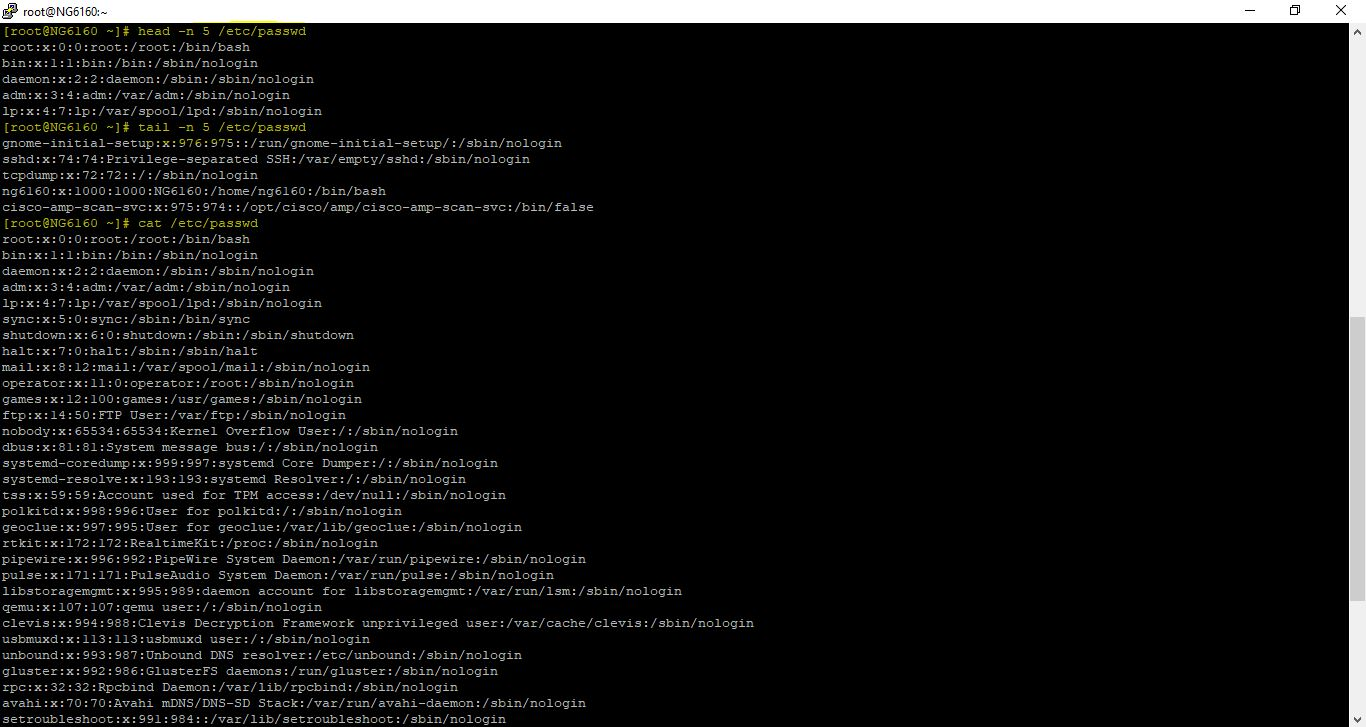 root@NG6160:~
[root@NG6160 ~]# head -n 5 /etc/passwd
root:x:0:0:root:/root:/bin/bash
bin:x:1:1:bin:/bin:/sbin/nologin
daemon:x:2:2:daemon:/sbin:/sbin/nologin
adm:x:3:4:adm:/var/adm:/sbin/nologin
lp:x:4:7:lp:/var/spool/lpd:/sbin/nologin
[root@NG6160 ~]# tail -n 5 /etc/passwd
gnome-initial-setup:x:976:975::/run/gnome-initial-setup/:/sbin/nologin
sshd:x:74:74:Privilege-separated SSH:/var/empty/sshd:/sbin/nologin
tcpdump:x:72:72::/:/sbin/nologin
ng6160:x:1000:1000:NG6160:/home/ng6160:/bin/bash
cisco-amp-scan-svc:x:975:974::/opt/cisco/amp/cisco-amp-scan-svc:/bin/false
[root@NG6160 ~]# cat /etc/passwd
root:x:0:0:root:/root:/bin/bash
bin:x:1:1:bin:/bin:/sbin/nologin
daemon:x:2:2:daemon:/sbin:/sbin/nologin
adm:x:3:4:adm:/var/adm:/sbin/nologin
lp:x:4:7:lp:/var/spool/lpd:/sbin/nologin
sync:x:5:0:sync:/sbin:/bin/sync
shutdown:x:6:0:shutdown:/sbin:/sbin/shutdown
halt:x:7:0:halt:/sbin:/sbin/halt
mail:x:8:12:mail:/var/spool/mail:/sbin/nologin
operator:x:11:0:operator:/root:/sbin/nologin
games:x:12:100:games:/usr/games:/sbin/nologin
ftp:x:14:50:FTP User:/var/ftp:/sbin/nologin
nobody:x:65534:65534:Kernel Overflow User:/:/sbin/nologin
dbus:x:81:81:System message bus:/:/sbin/nologin
systemd-coredump:x:999:997:systemd Core Dumper:/:/sbin/nologin
systemd-resolve:x:193:193:systemd Resolver:/:/sbin/nologin
tss:x:59:59:Account used for TPM access:/dev/null:/sbin/nologin
polkitd:x:998:996:User for polkitd:/:/sbin/nologin
geoclue:x:997:995:User for geoclue:/var/lib/geoclue:/sbin/nologin
rtkit:x:172:172:RealtimeKit:/proc:/sbin/nologin
pipewire:x:996:992:PipeWire System Daemon:/var/run/pipewire:/sbin/nologin
pulse:x:171:171:PulseAudio System Daemon:/var/run/pulse:/sbin/nologin
libstoragemgmt:x:995:989:daemon account for libstoragemgmt:/var/run/lsm:/sbin/nologin
qemu:x:107:107:qemu user:/:/sbin/nologin
clevis:x:994:988:Clevis Decryption Framework unprivileged user:/var/cache/clevis:/sbin/nologin
usbmuxd:x:113:113:usbmuxd user:/:/sbin/nologin
unbound:x:993:987:Unbound DNS resolver:/etc/unbound:/sbin/nologin
gluster:x:992:986:GlusterFS daemons:/run/gluster:/sbin/nologin
rpc:x:32:32:Rpcbind Daemon:/var/lib/rpcbind:/sbin/nologin
avahi:x:70:70:Avahi mDNS/DNS-SD Stack:/var/run/avahi-daemon:/sbin/nologin
setroubleshoot:x:991:984::/var/lib/setroubleshoot:/sbin/nologin